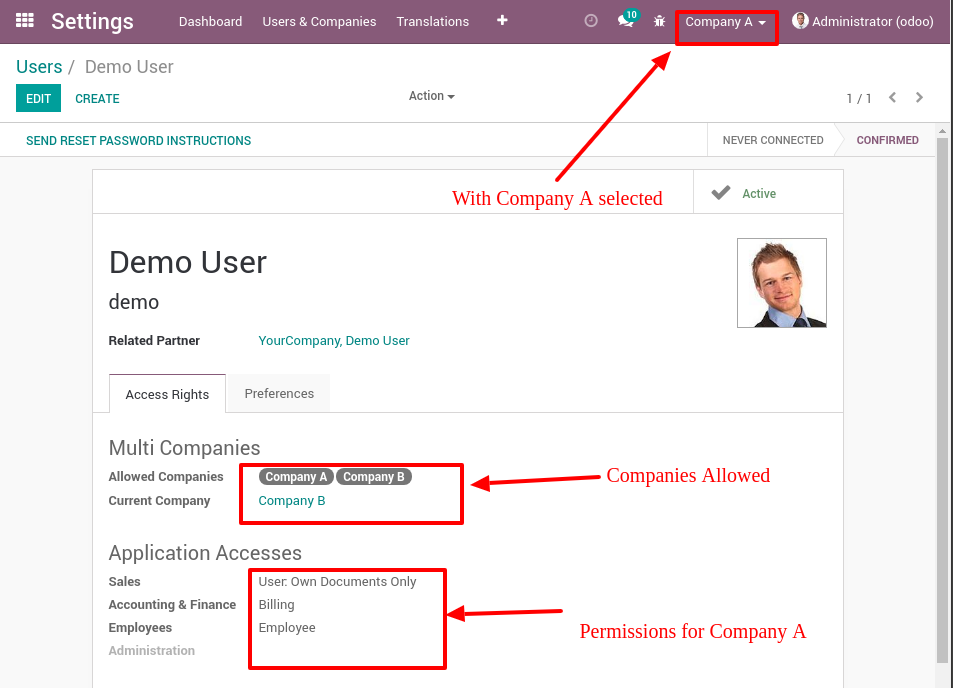 Settings Dashboard Users & Companies Translations 10 Company A Administrator (odoo)
Users / Demo User
EDIT CREATE Action 1 / 1
SEND RESET PASSWORD INSTRUCTIONS NEVER CONNECTED CONFIRMED
With Company A selected Active
Demo User
demo
Related Partner YourCompany, Demo User
Access Rights Preferences
Multi Companies
Allowed Companies Company A Company B Companies Allowed
Current Company Company B
Application Accesses
Sales User: Own Documents Only
Accounting & Finance Billing
Employees Employee Permissions for Company A
Administration